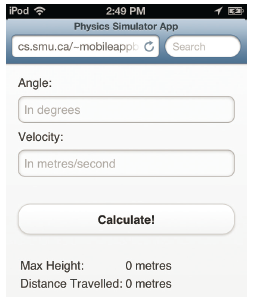 iPod 2:49 PM
Physics Simulator App
cs.smu.ca/~mobileappb Search
Angle:
In degrees
Velocity:
In metres/second
Calculate!
Max Height: 0 metres
Distance Travelled: 0 metres